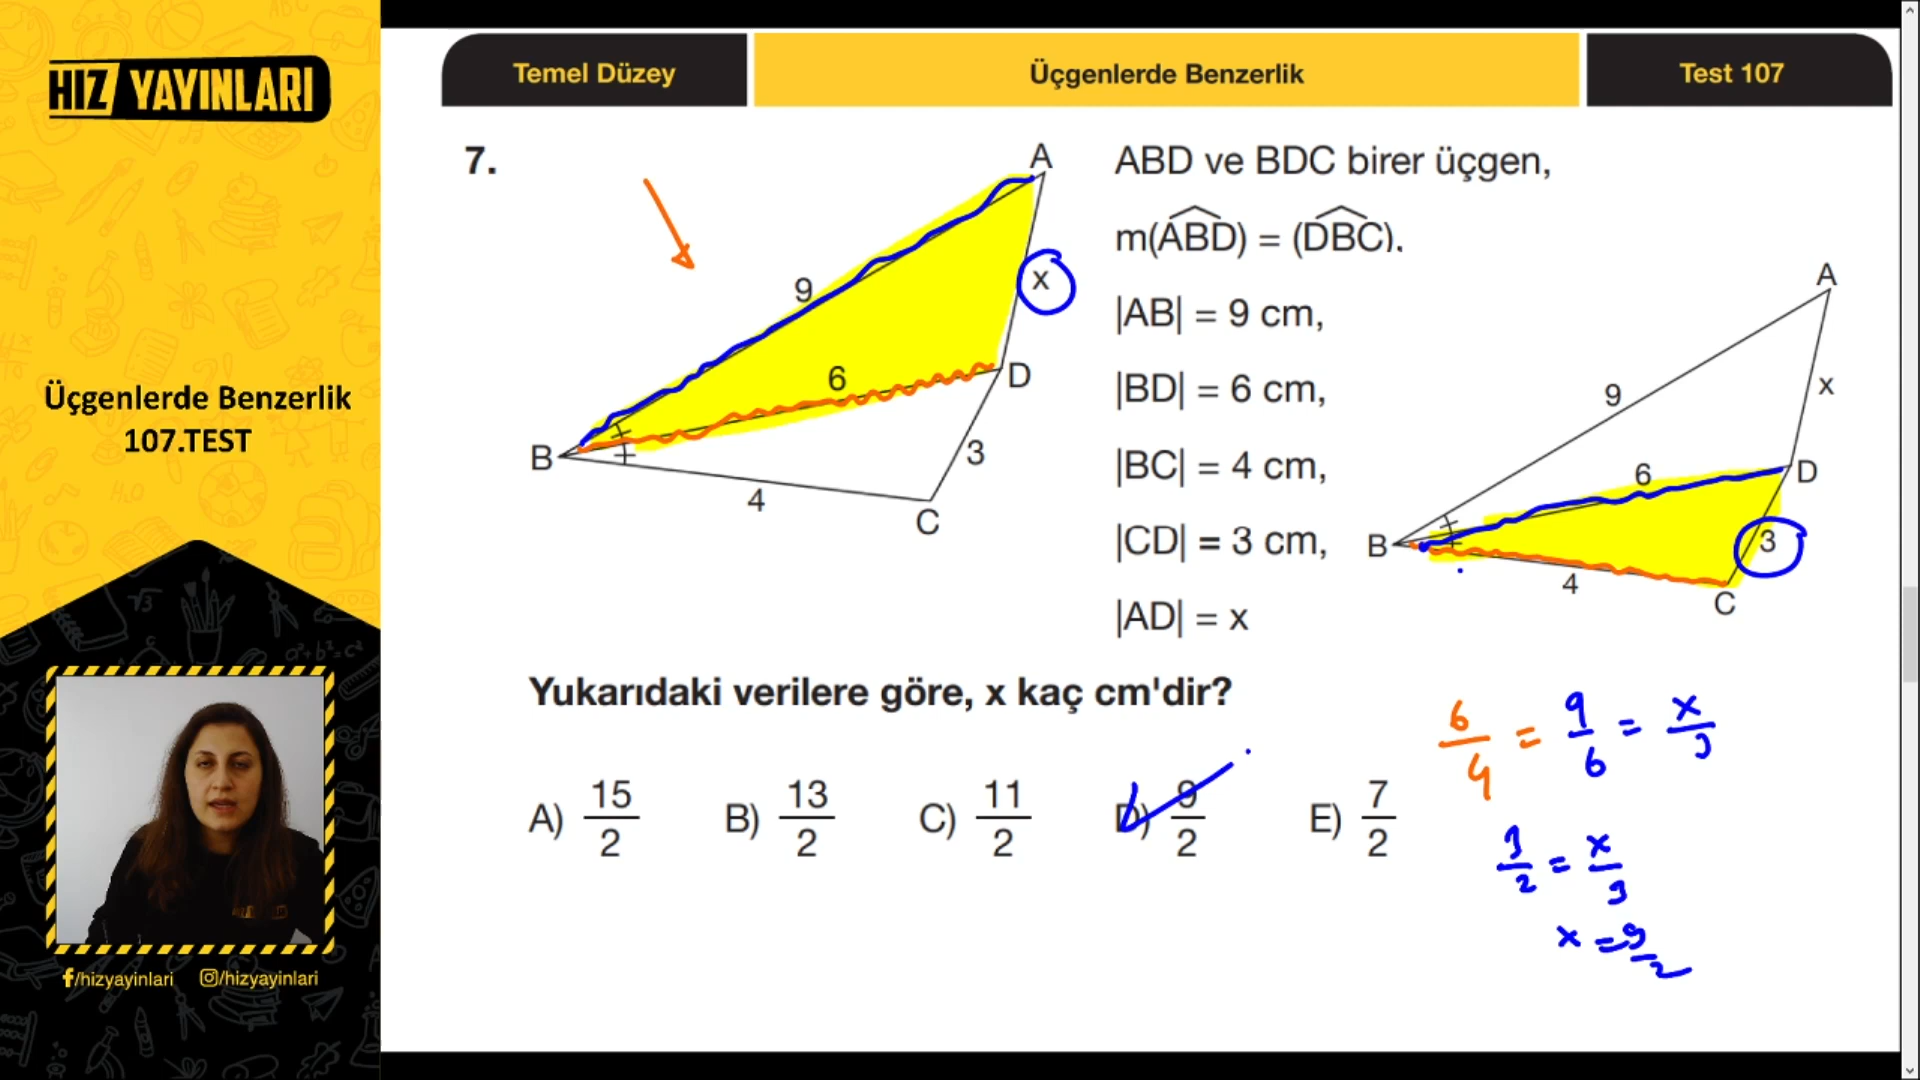 HIZ YAYINLARI
Üçgenlerde Benzerlik
107.TEST
f/hizyayinlari /hizyayinlari
Temel Düzey
Üçgenlerde Benzerlik
Test 107
7.
A
9
x
6
D
B
3
4
C
ABD ve BDC birer üçgen,
m(ABD) = (DBC).
|AB| = 9 cm,
|BD| = 6 cm,
|BC| = 4 cm,
|CD| = 3 cm,
|AD| = x
A
9
x
6
D
B
3
4
C
Yukarıdaki verilere göre, x kaç cm'dir?
A) 15/2 B) 13/2 C) 11/2 D) 9/2 E) 7/2
6/4 = 9/6 = x/3
3/2 = x/3
x = 9/2